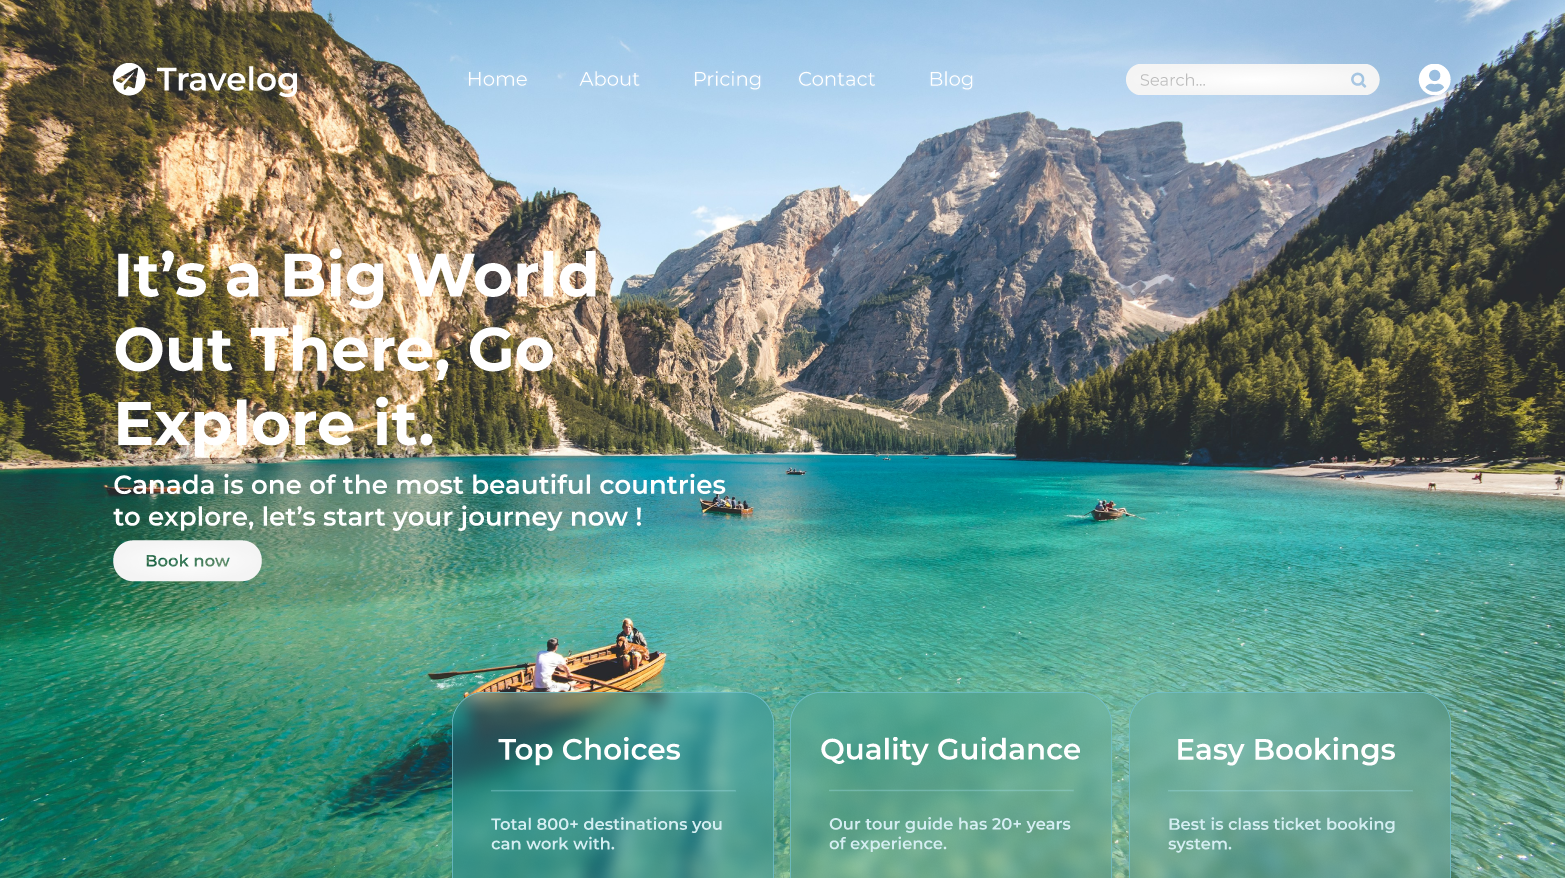 Travelog
Home About Pricing Contact Blog
Search...
It’s a Big World
Out There, Go
Explore it.
Canada is one of the most beautiful countries
to explore, let’s start your journey now !
Book now
Top Choices
Total 800+ destinations you
can work with.
Quality Guidance
Our tour guide has 20+ years
of experience.
Easy Bookings
Best is class ticket booking
system.